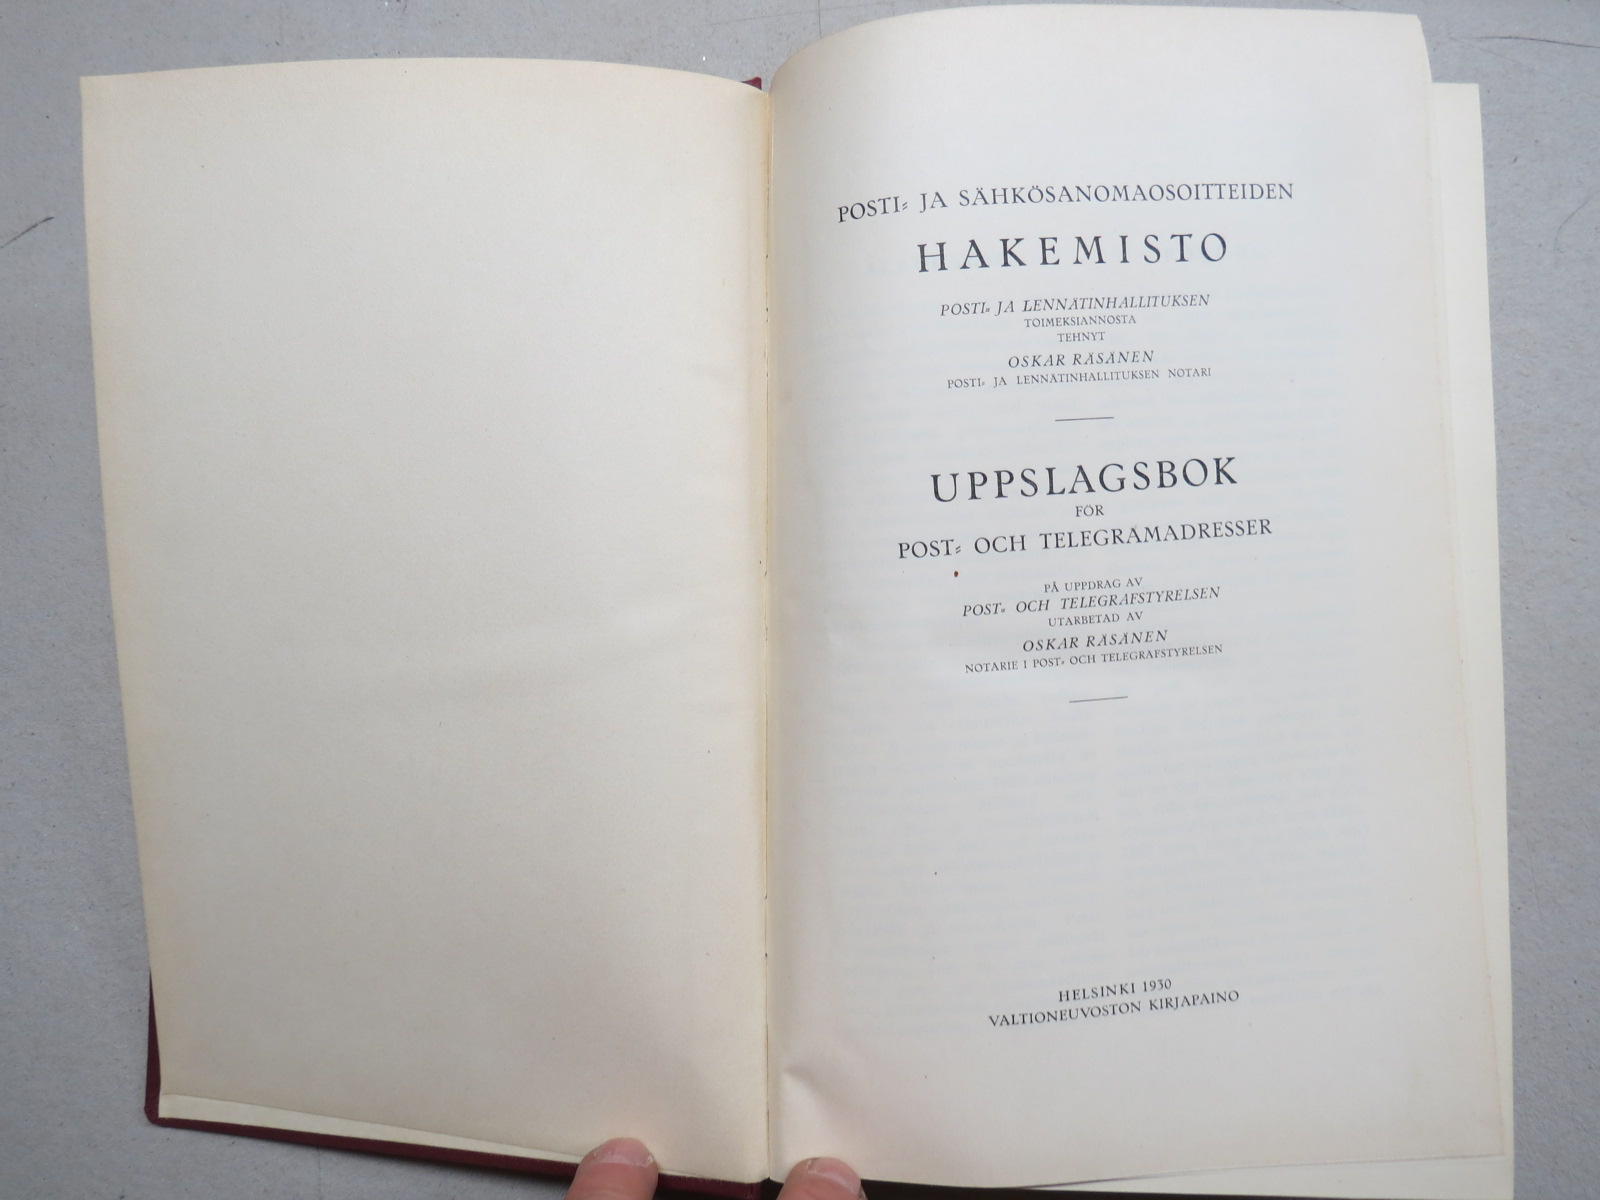 POSTI- JA SÄHKÖSANOMAOSOITTEIDEN
HAKEMISTO
POSTI- JA LENNÄTINHALLITUKSEN
TOIMEKSIANNOSTA
TEHNYT
OSKAR RÄSÄNEN
POSTI- JA LENNÄTINHALLITUKSEN NOTARI
UPPSLAGSBOK
FÖR
POST- OCH TELEGRAMADRESSER
PÅ UPPDRAG AV
POST- OCH TELEGRAFSTYRELSEN
UTARBETAD AV
OSKAR RÄSÄNEN
NOTARIE I POST- OCH TELEGRAFSTYRELSEN
HELSINKI 1930
VALTIONEUVOSTON KIRJAPAINO